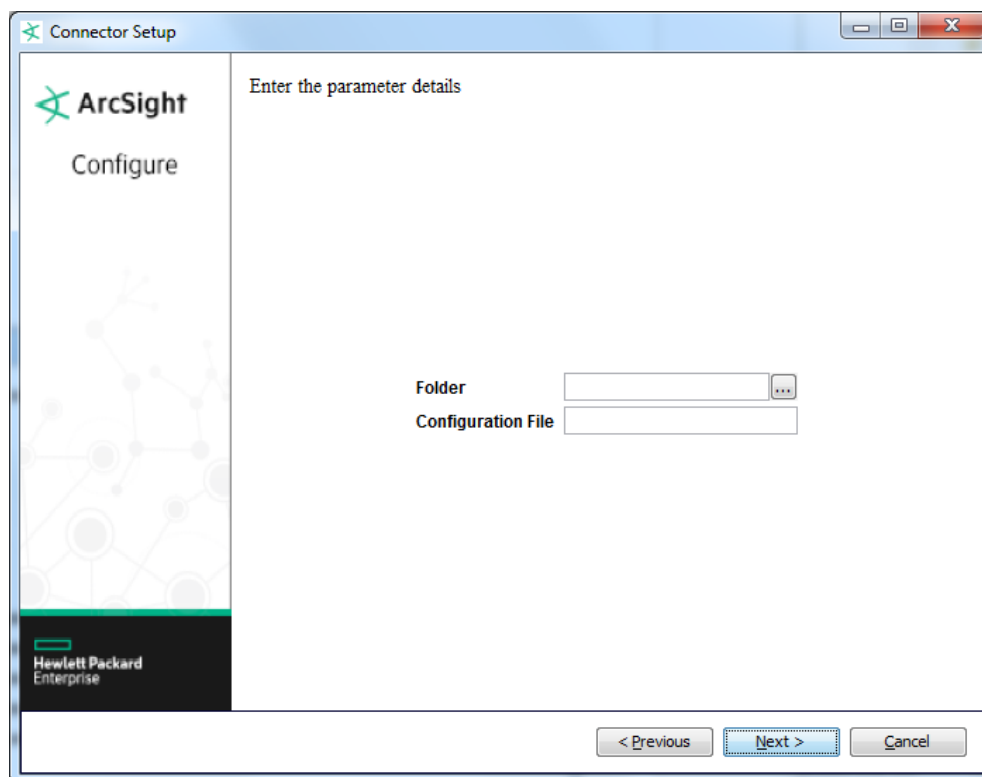 Connector Setup
ArcSight
Configure
Enter the parameter details
Folder
...
Configuration File
Hewlett Packard
Enterprise
< Previous
Next >
Cancel